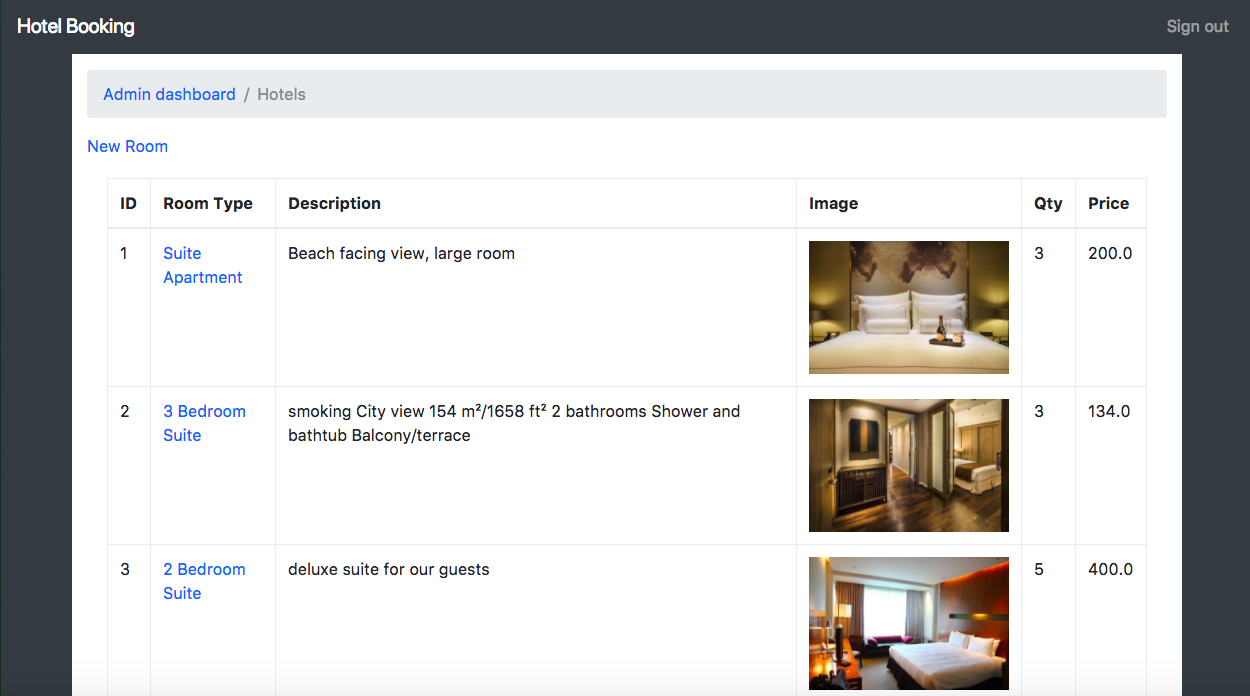 Hotel Booking
Sign out
Admin dashboard / Hotels
New Room
ID Room Type Description Image Qty Price
1 Suite Beach facing view, large room 3 200.0
Apartment
2 3 Bedroom smoking City view 154 m²/1658 ft² 2 bathrooms Shower and 3 134.0
Suite bathtub Balcony/terrace
3 2 Bedroom deluxe suite for our guests 5 400.0
Suite